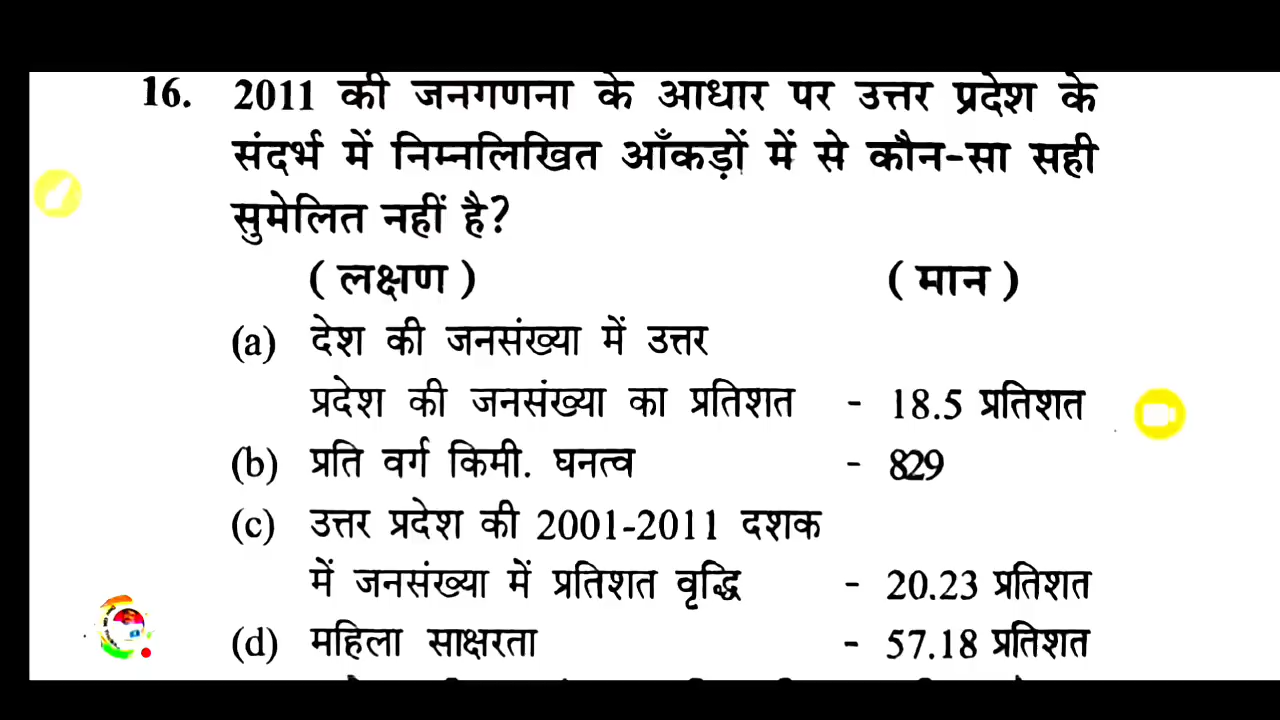 16. 2011 की जनगणना के आधार पर उत्तर प्रदेश के
संदर्भ में निम्नलिखित आँकड़ों में से कौन-सा सही
सुमेलित नहीं है?
( लक्षण ) ( मान )
(a) देश की जनसंख्या में उत्तर
प्रदेश की जनसंख्या का प्रतिशत - 18.5 प्रतिशत
(b) प्रति वर्ग किमी. घनत्व - 829
(c) उत्तर प्रदेश की 2001-2011 दशक
में जनसंख्या में प्रतिशत वृद्धि - 20.23 प्रतिशत
(d) महिला साक्षरता - 57.18 प्रतिशत